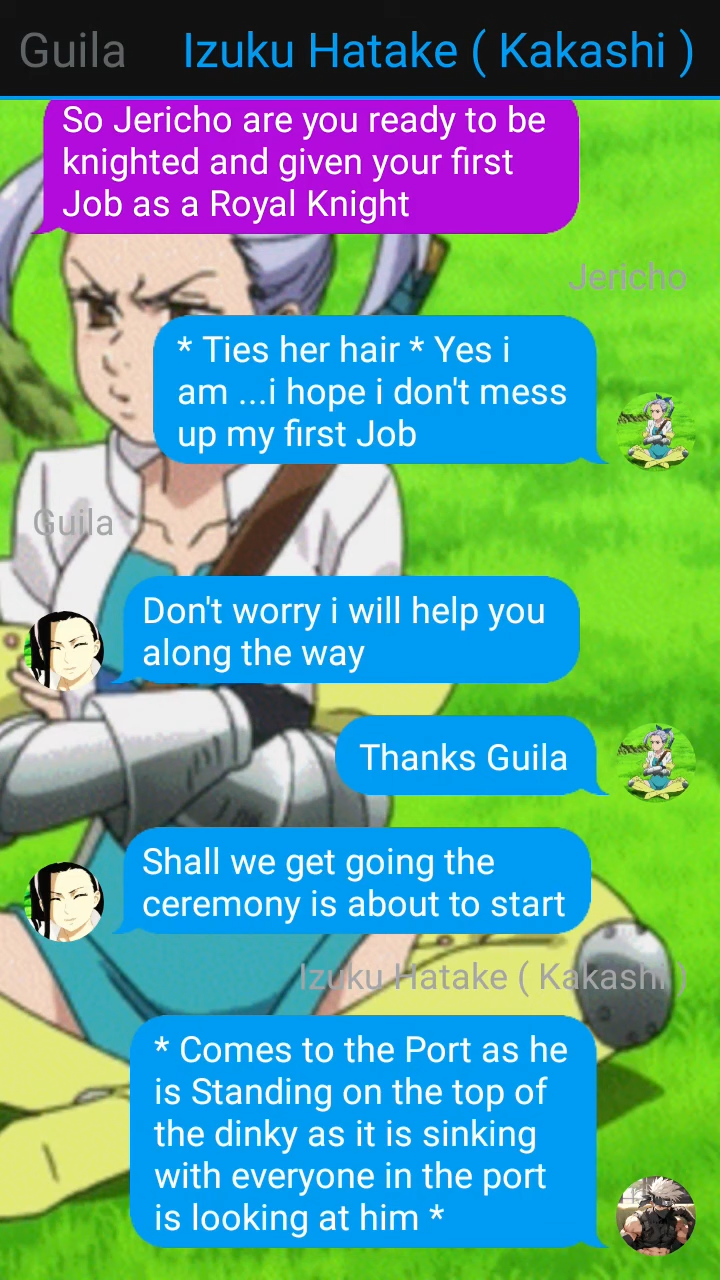 Guila Izuku Hatake ( Kakashi )
So Jericho are you ready to be
knighted and given your first
Job as a Royal Knight
Jericho
* Ties her hair * Yes i
am ...i hope i don't mess
up my first Job
Guila
Don't worry i will help you
along the way
Thanks Guila
Shall we get going the
ceremony is about to start
Izuku Hatake ( Kakashi )
* Comes to the Port as he
is Standing on the top of
the dinky as it is sinking
with everyone in the port
is looking at him *